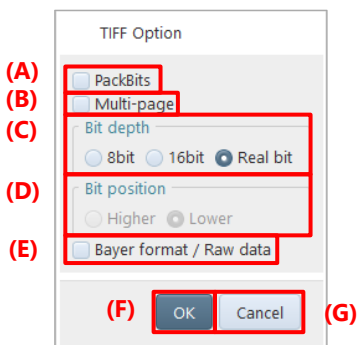 TIFF Option
(A) PackBits
(B) Multi-page
(C) Bit depth
8bit 16bit Real bit
(D) Bit position
Higher Lower
(E) Bayer format / Raw data
(F) OK Cancel (G)